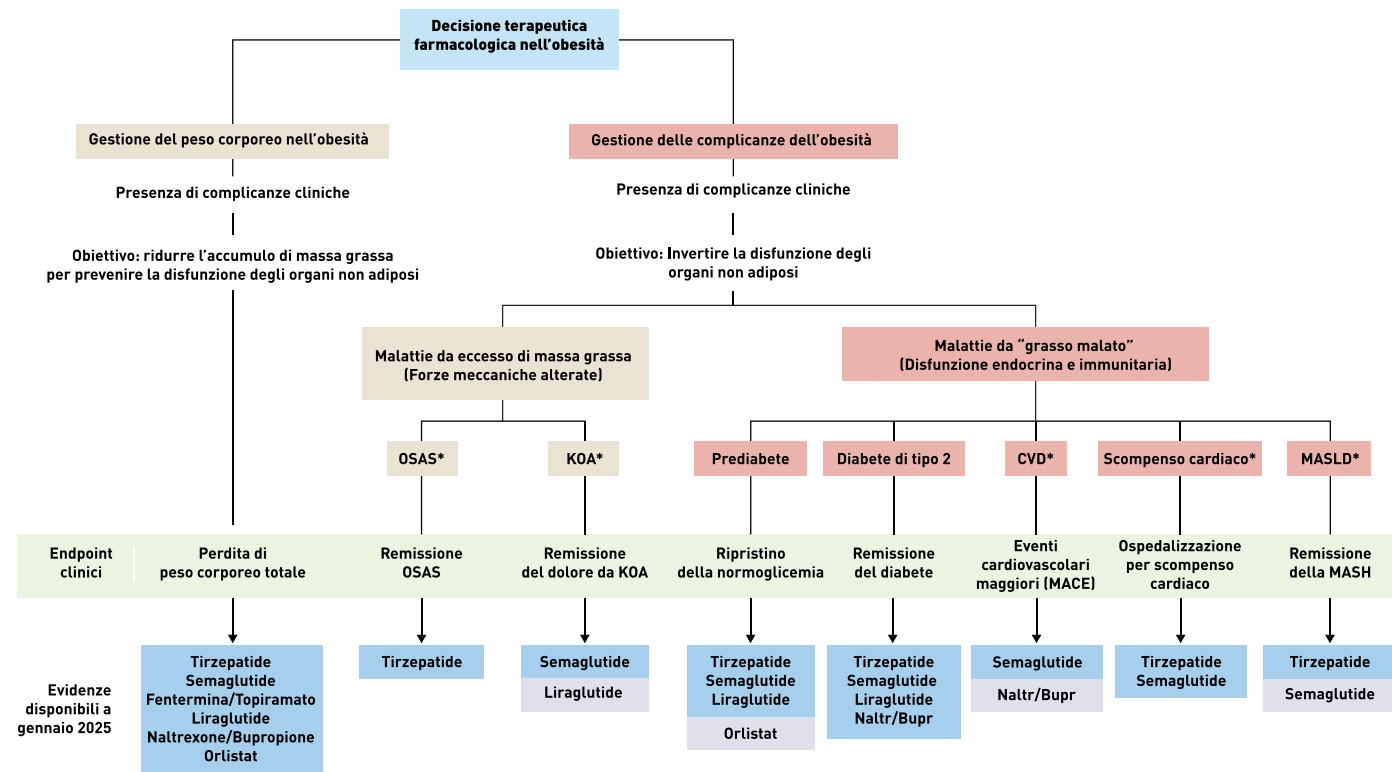 Decisione terapeutica
farmacologica nell'obesità
Gestione del peso corporeo nell'obesità
Gestione delle complicanze dell'obesità
Presenza di complicanze cliniche
Presenza di complicanze cliniche
Obiettivo: ridurre l'accumulo di massa grassa
per prevenire la disfunzione degli organi non adiposi
Obiettivo: Invertire la disfunzione degli
organi non adiposi
Malattie da eccesso di massa grassa
(Forze meccaniche alterate)
Malattie da “grasso malato”
(Disfunzione endocrina e immunitaria)
OSAS*
KOA*
Prediabete
Diabete di tipo 2
CVD*
Scompenso cardiaco*
MASLD*
Endpoint
clinici
Perdita di
peso corporeo totale
Remissione
OSAS
Remissione
del dolore da KOA
Ripristino
della normoglicemia
Remissione
del diabete
Eventi
cardiovascolari
maggiori (MACE)
Ospedalizzazione
per scompenso
cardiaco
Remissione
della MASH
Evidenze
disponibili a
gennaio 2025
Tirzepatide
Semaglutide
Fentermina/Topiramato
Liraglutide
Naltrexone/Bupropione
Orlistat
Tirzepatide
Semaglutide
Liraglutide
Tirzepatide
Semaglutide
Liraglutide
Orlistat
Tirzepatide
Semaglutide
Liraglutide
Naltr/Bupr
Semaglutide
Naltr/Bupr
Tirzepatide
Semaglutide
Tirzepatide
Semaglutide